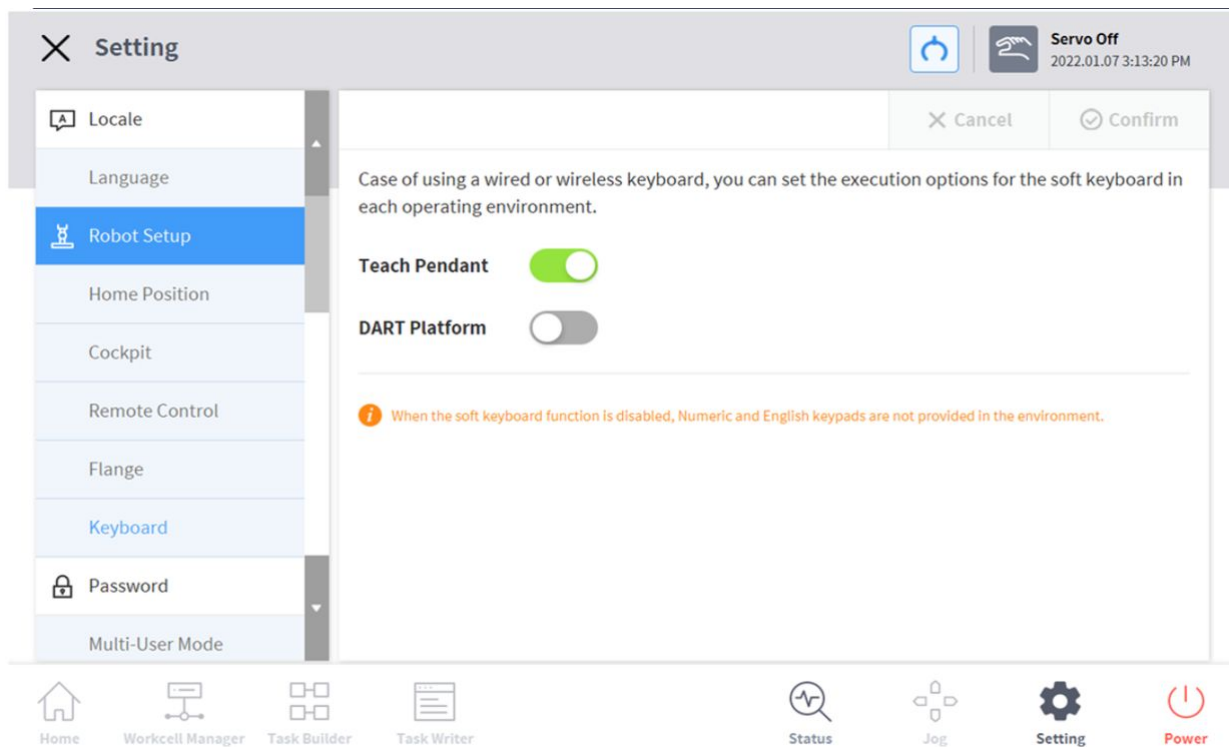 Setting
Servo Off
2022.01.07 3:13:20 PM
A Locale
Language
Robot Setup
Home Position
Cockpit
Remote Control
Flange
Keyboard
Password
Multi-User Mode
Cancel
Confirm
Case of using a wired or wireless keyboard, you can set the execution options for the soft keyboard in
each operating environment.
Teach Pendant
DART Platform
i When the soft keyboard function is disabled, Numeric and English keypads are not provided in the environment.
Home
Workcell Manager
Task Builder
Task Writer
Status
Jog
Setting
Power